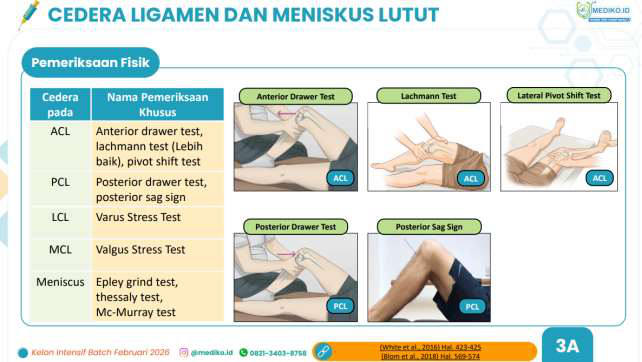 CEDERA LIGAMEN DAN MENISKUS LUTUT
MEDIKO.ID
Pemeriksaan Fisik
Cedera pada
Nama Pemeriksaan Khusus
ACL
Anterior drawer test,
lachmann test (Lebih
baik), pivot shift test
PCL
Posterior drawer test,
posterior sag sign
LCL
Varus Stress Test
MCL
Valgus Stress Test
Meniscus
Epley grind test,
thessaly test,
Mc-Murray test
Anterior Drawer Test
ACL
Lachmann Test
ACL
Lateral Pivot Shift Test
ACL
Posterior Drawer Test
PCL
Posterior Sag Sign
PCL
Kelan Intensif Batch Februari 2026
@mediko.id
0821-3403-8758
(White et al., 2016) Hal. 423-425
(Blom et al., 2018) Hal. 569-574
3A